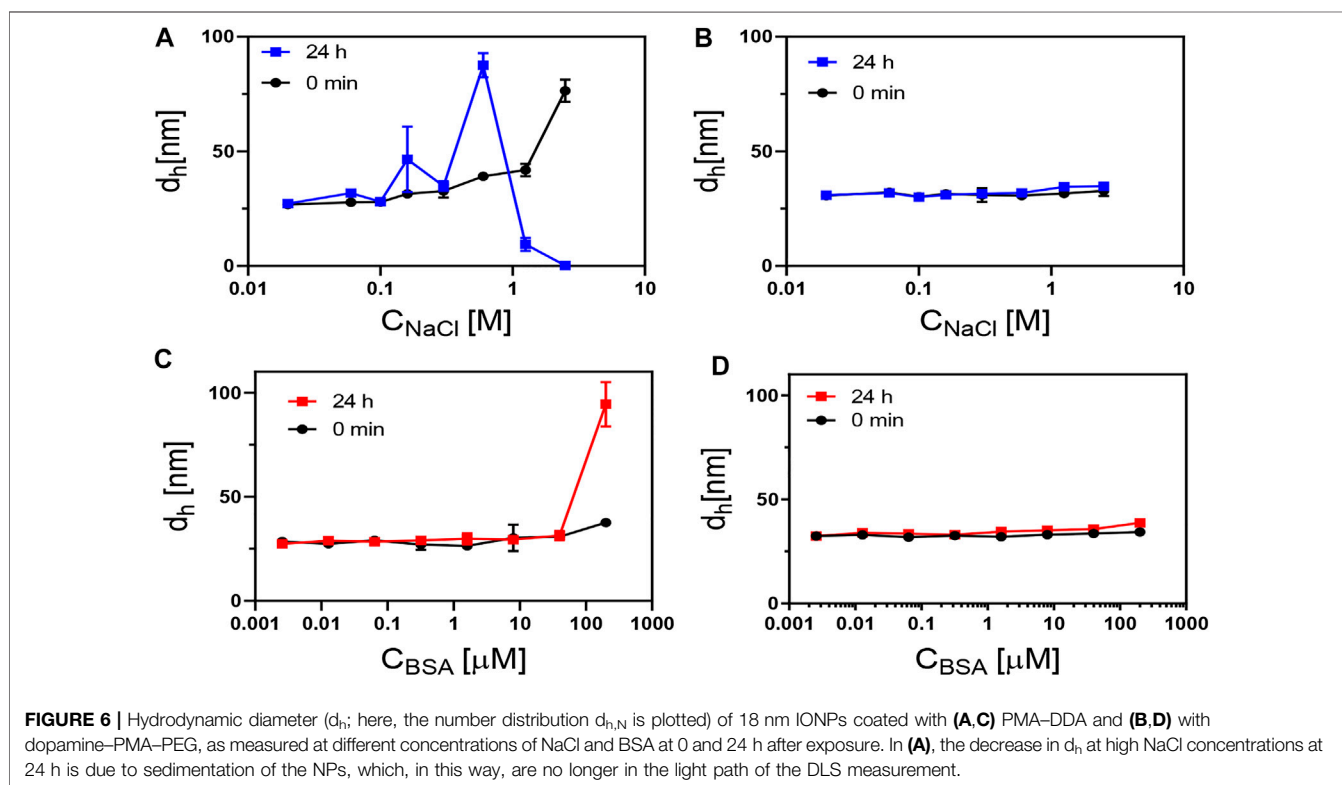 A
100
24 h
0 min
50
0
dₕ[nm]
0.01 0.1 1 10
C_NaCl [M]
B
100
24 h
0 min
50
0
dₕ[nm]
0.01 0.1 1 10
C_NaCl [M]
C
100
24 h
0 min
50
0
dₕ [nm]
0.001 0.01 0.1 1 10 100 1000
C_BSA [μM]
D
100
24 h
0 min
50
0
dₕ[nm]
0.001 0.01 0.1 1 10 100 1000
C_BSA [μM]
FIGURE 6 | Hydrodynamic diameter (dₕ; here, the number distribution dₕ,N is plotted) of 18 nm IONPs coated with (A,C) PMA–DDA and (B,D) with
dopamine–PMA–PEG, as measured at different concentrations of NaCl and BSA at 0 and 24 h after exposure. In (A), the decrease in dₕ at high NaCl concentrations at
24 h is due to sedimentation of the NPs, which, in this way, are no longer in the light path of the DLS measurement.